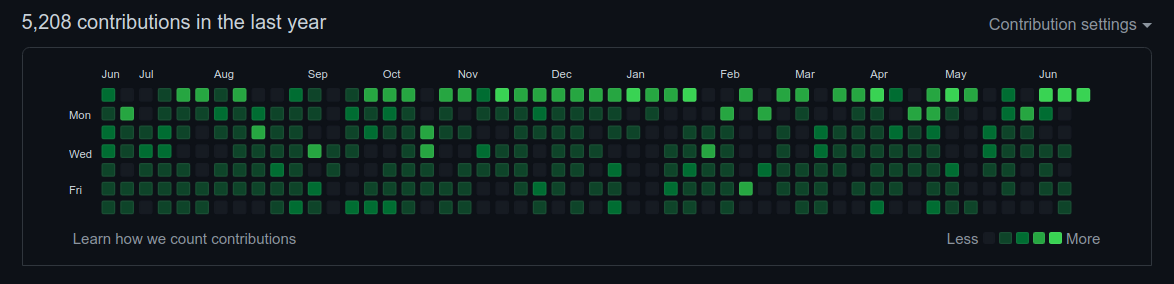 5,208 contributions in the last year
Contribution settings
Jun Jul Aug Sep Oct Nov Dec Jan Feb Mar Apr May Jun
Mon
Wed
Fri
Learn how we count contributions
Less More